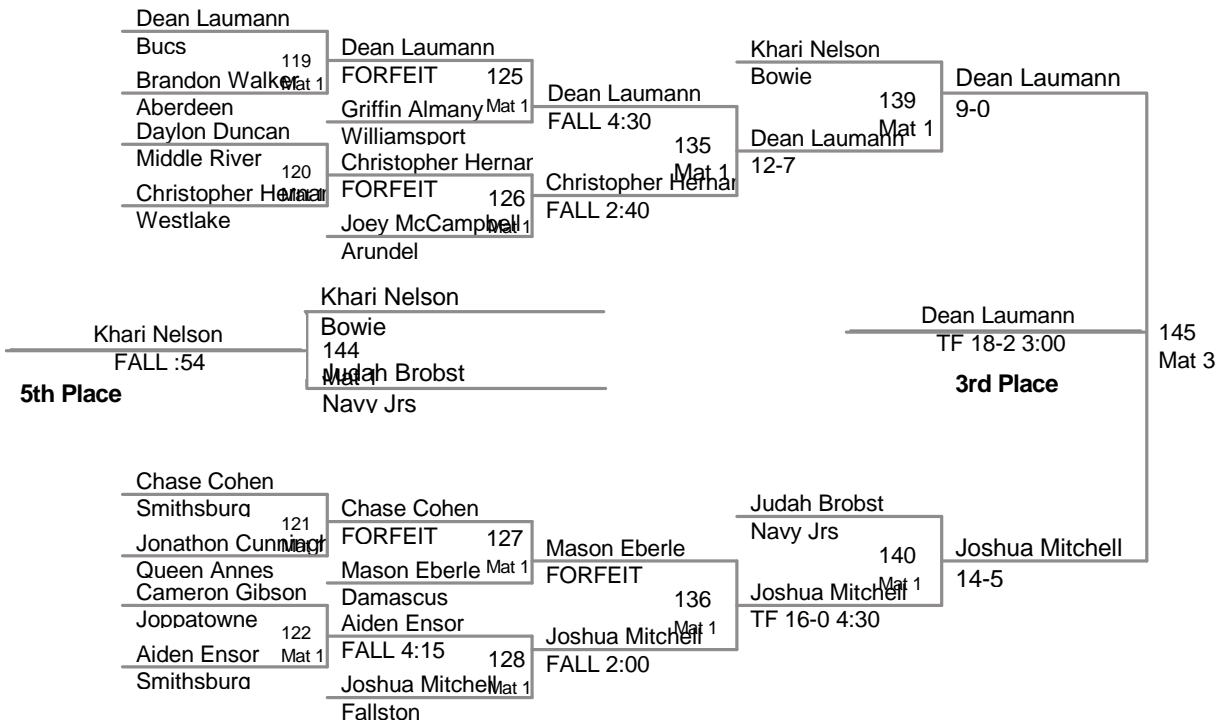 Dean Laumann
Bucs
119
Mat 1
Brandon Walker
Aberdeen
Daylon Duncan
Middle River
120
Mat 1
Christopher Hernar
Westlake
Dean Laumann
FORFEIT
125
Mat 1
Griffin Almany
Williamsport
Christopher Hernar
FORFEIT
126
Mat 1
Joey McCampbell
Arundel
Dean Laumann
FALL 4:30
135
Mat 1
Christopher Hernar
FALL 2:40
Khari Nelson
Bowie
139
Mat 1
Dean Laumann
12-7
Dean Laumann
9-0
Khari Nelson
FALL :54
5th Place
Khari Nelson
Bowie
144
Mat 1
Judah Brobst
Navy Jrs
Dean Laumann
TF 18-2 3:00
3rd Place
145
Mat 3
Chase Cohen
Smithsburg
121
Mat 1
Jonathon Cunningh
Queen Annes
Cameron Gibson
Joppatowne
122
Mat 1
Aiden Ensor
Smithsburg
Chase Cohen
FORFEIT
127
Mat 1
Mason Eberle
Damascus
Aiden Ensor
FALL 4:15
128
Mat 1
Joshua Mitchell
Fallston
Mason Eberle
FORFEIT
136
Mat 1
Joshua Mitchell
FALL 2:00
Judah Brobst
Navy Jrs
140
Mat 1
Joshua Mitchell
TF 16-0 4:30
Joshua Mitchell
14-5